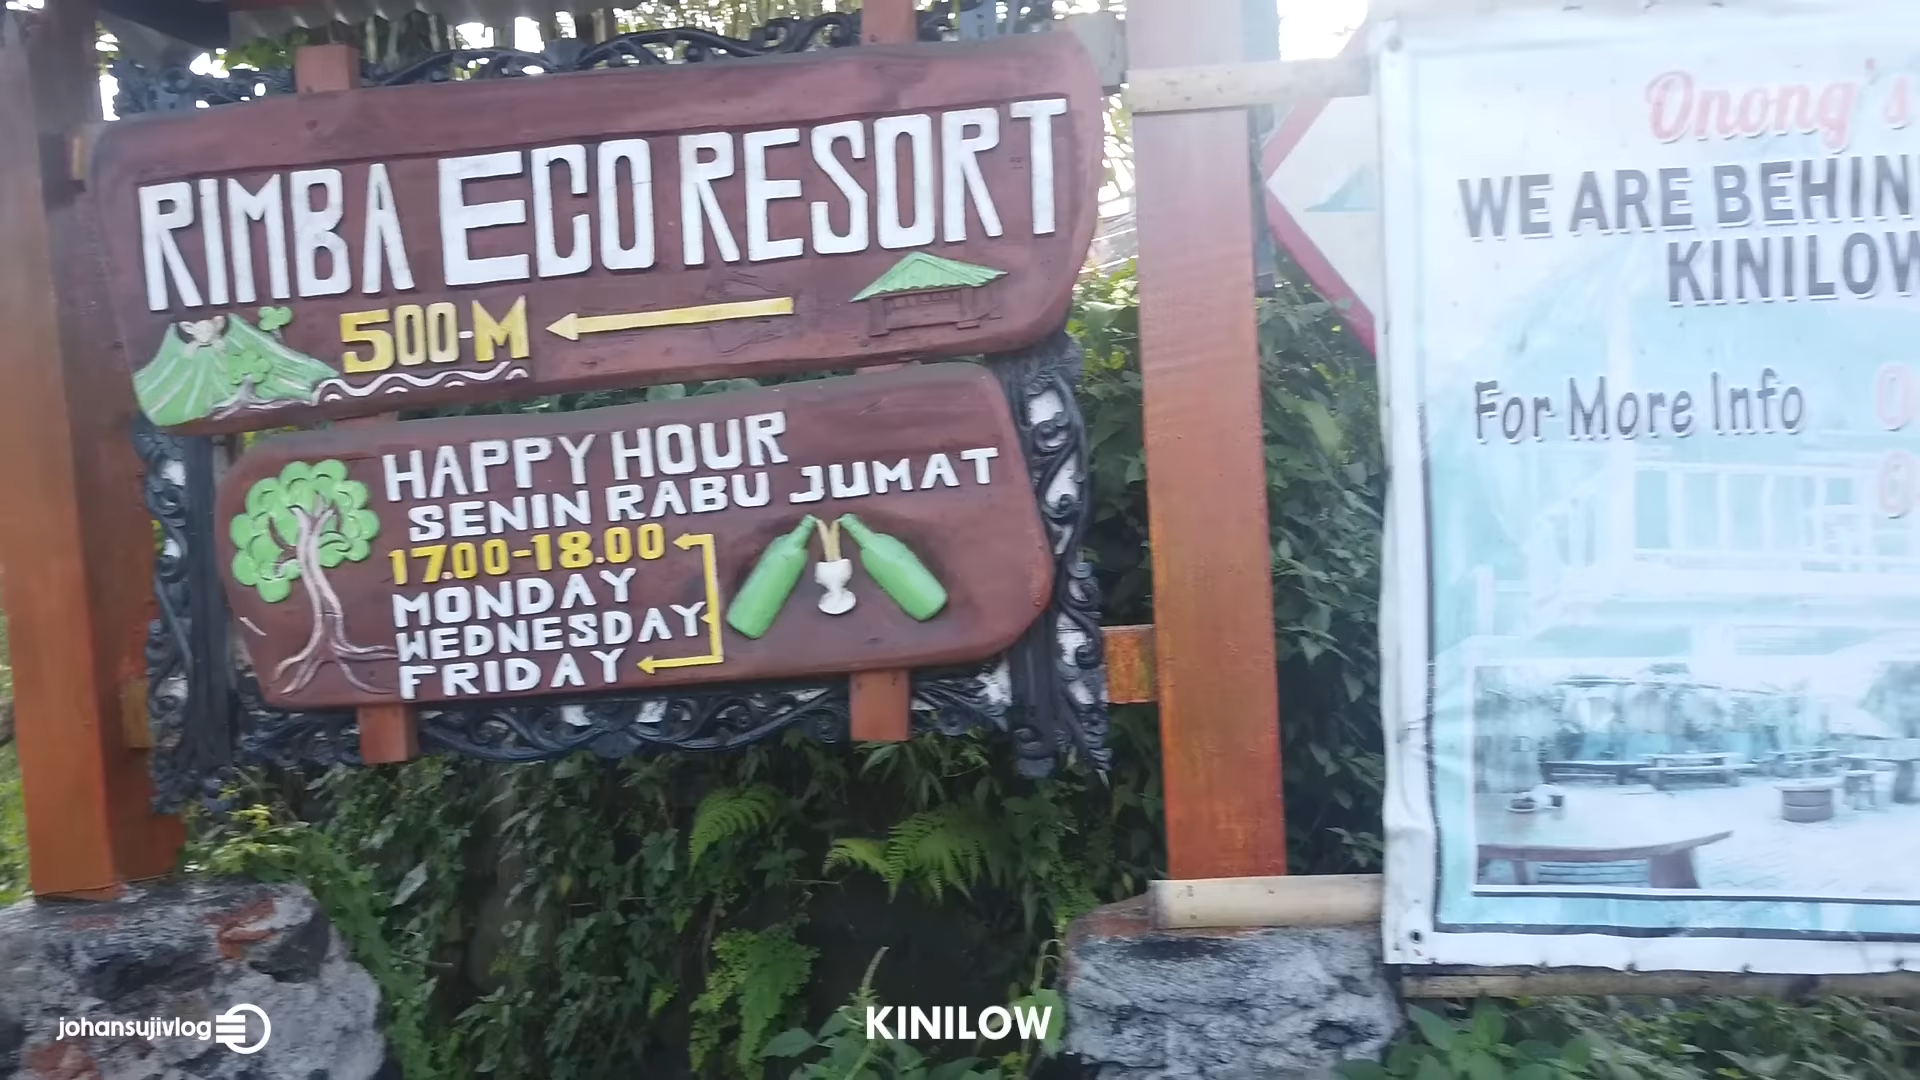 RIMBA ECO RESORT
500-M
HAPPY HOUR
SENIN RABU JUMAT
17.00-18.00
MONDAY
WEDNESDAY
FRIDAY
Onong's
WE ARE BEHIN
KINILOW
For More Info
johansujivlog
KINILOW